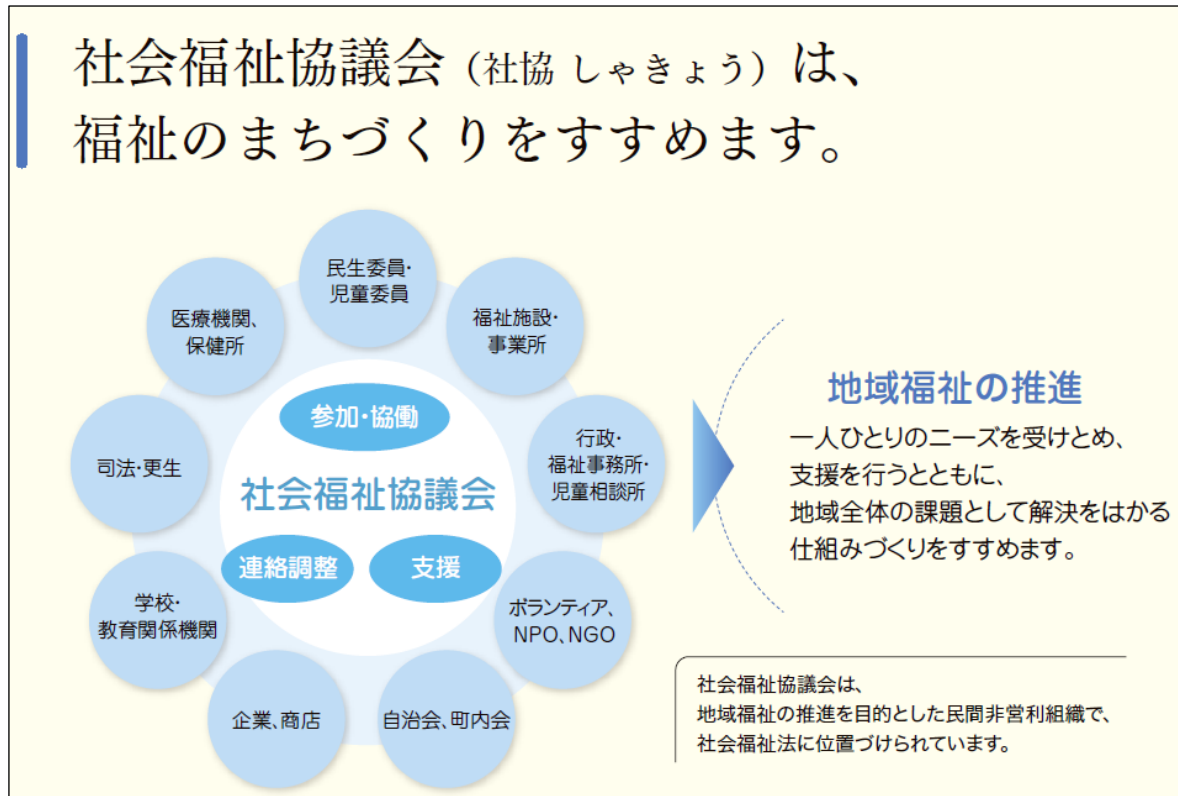 社会福祉協議会（社協 しゃきょう）は、
福祉のまちづくりをすすめます。
民生委員・
児童委員
福祉施設・
事業所
行政・
福祉事務所・
児童相談所
ボランティア、
NPO、NGO
自治会、町内会
企業、商店
学校・
教育関係機関
司法・更生
医療機関、
保健所
参加・協働
社会福祉協議会
連絡調整
支援
地域福祉の推進
一人ひとりのニーズを受けとめ、
支援を行うとともに、
地域全体の課題として解決をはかる
仕組みづくりをすすめます。
社会福祉協議会は、
地域福祉の推進を目的とした民間非営利組織で、
社会福祉法に位置づけられています。